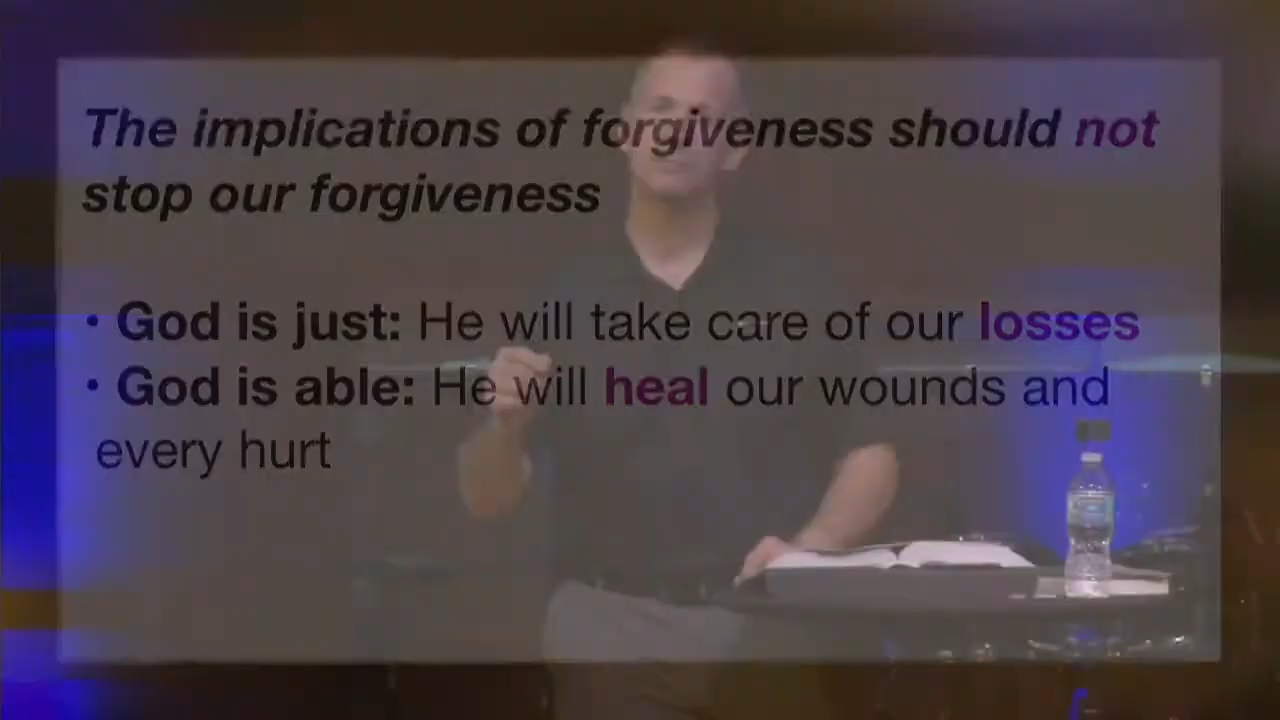 The implications of forgiveness should not
stop our forgiveness
• God is just: He will take care of our losses
• God is able: He will heal our wounds and
every hurt